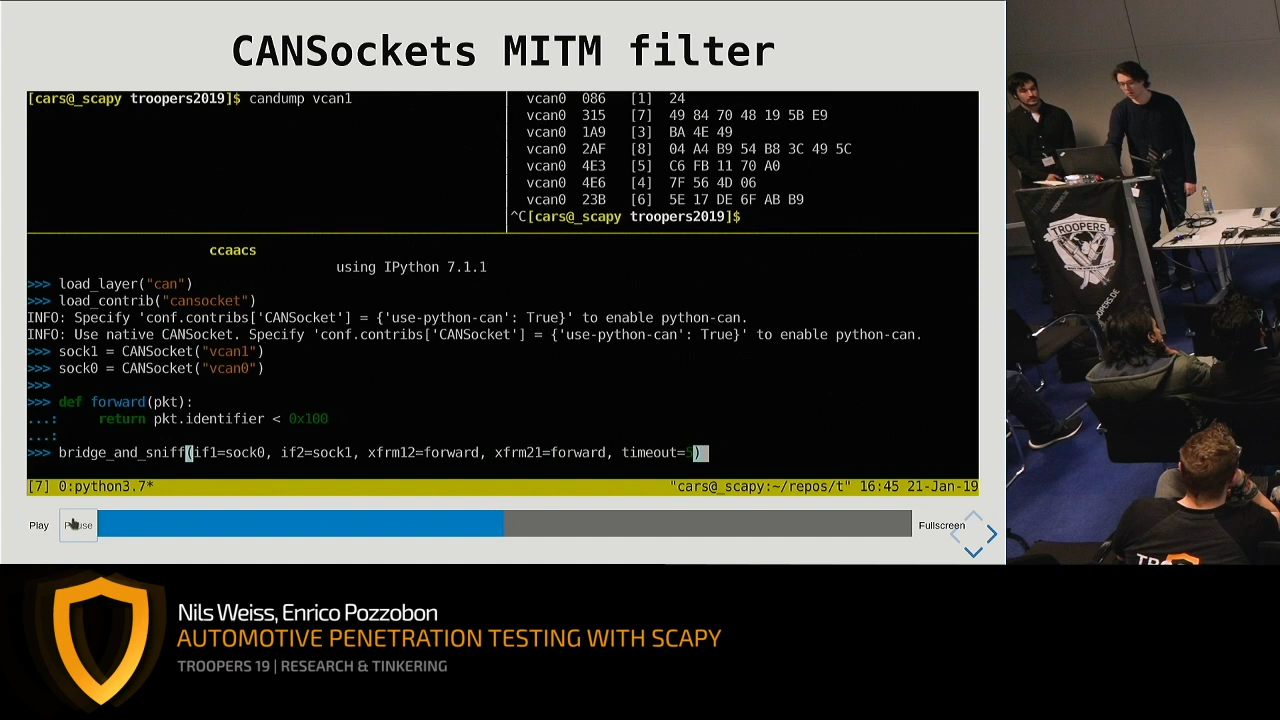 CANSockets MITM filter
[cars@_scapy troopers2019]$ candump vcan1
vcan0 086 [1] 24
vcan0 315 [7] 49 84 70 48 19 5B E9
vcan0 1A9 [3] BA 4E 49
vcan0 2AF [8] 04 A4 B9 54 B8 3C 49 5C
vcan0 4E3 [5] C6 FB 11 70 A0
vcan0 4E6 [4] 7F 56 4D 06
vcan0 23B [6] 5E 17 DE 6F AB B9
^C[cars@_scapy troopers2019]$
ccaacs
using IPython 7.1.1
>>> load_layer("can")
>>> load_contrib("cansocket")
INFO: Specify 'conf.contribs['CANSocket'] = {'use-python-can': True}' to enable python-can.
INFO: Use native CANSocket. Specify 'conf.contribs['CANSocket'] = {'use-python-can': True}' to enable python-can.
>>> sock1 = CANSocket("vcan1")
>>> sock0 = CANSocket("vcan0")
>>>
>>> def forward(pkt):
...: return pkt.identifier < 0x100
...:
>>> bridge_and_sniff(if1=sock0, if2=sock1, xfrm12=forward, xfrm21=forward, timeout=5)
[7] 0:python3.7* "cars@_scapy:~/repos/t" 16:45 21-Jan-19
Play Pause Fullscreen
TROOPERS
Nils Weiss, Enrico Pozzobon
AUTOMOTIVE PENETRATION TESTING WITH SCAPY
TROOPERS 19 | RESEARCH & TINKERING